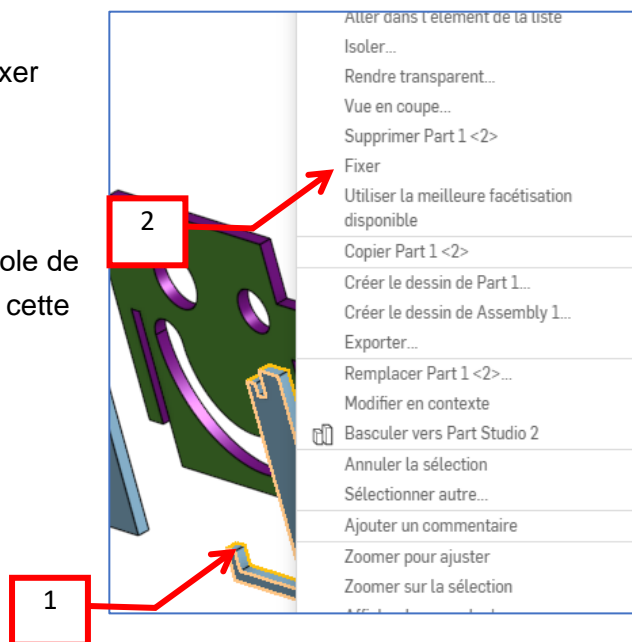 Aller dans l'élément de la liste
Isoler...
xer
Rendre transparent...
Vue en coupe...
Supprimer Part 1 <2>
Fixer
Utiliser la meilleure facétisation
disponible
2
Copier Part 1 <2>
ole de
Créer le dessin de Part 1...
cette
Créer le dessin de Assembly 1...
Exporter...
Remplacer Part 1 <2>...
Modifier en contexte
Basculer vers Part Studio 2
Annuler la sélection
Sélectionner autre...
Ajouter un commentaire
Zoomer pour ajuster
1
Zoomer sur la sélection